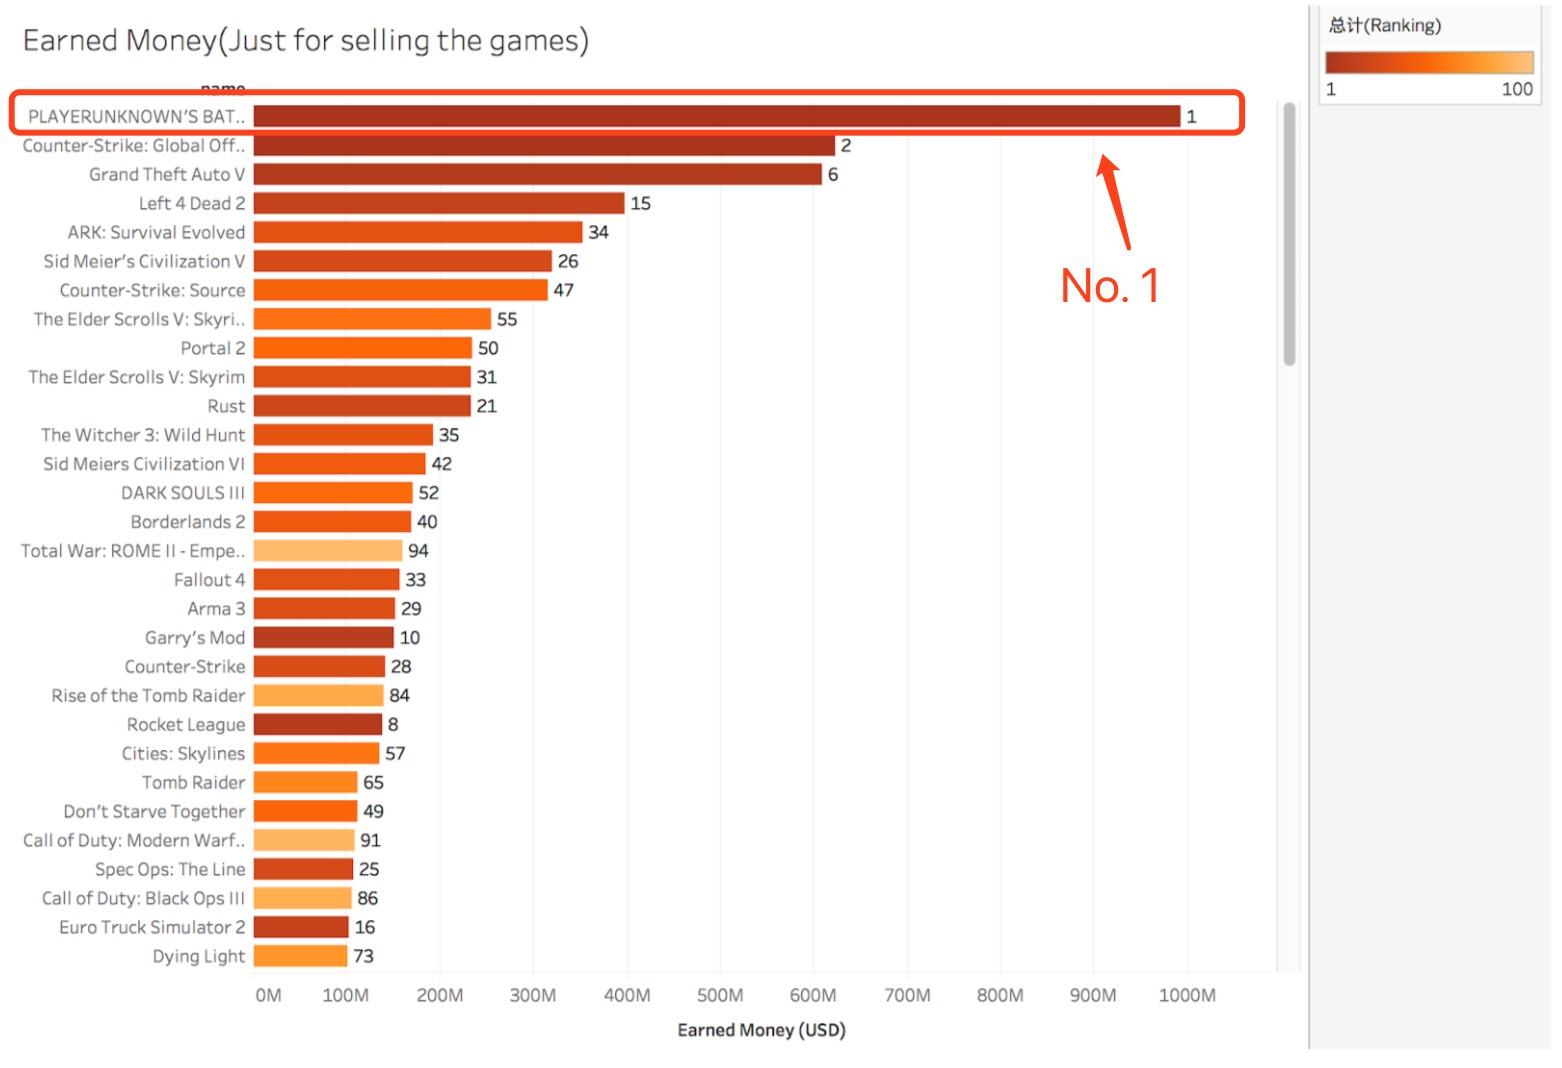 Earned Money(Just for selling the games)
name
PLAYERUNKNOWN'S BAT.. 1
Counter-Strike: Global Off.. 2
Grand Theft Auto V 6
Left 4 Dead 2 15
ARK: Survival Evolved 34
Sid Meier's Civilization V 26
Counter-Strike: Source 47
The Elder Scrolls V: Skyri.. 55
Portal 2 50
The Elder Scrolls V: Skyrim 31
Rust 21
The Witcher 3: Wild Hunt 35
Sid Meiers Civilization VI 42
DARK SOULS III 52
Borderlands 2 40
Total War: ROME II - Empe.. 94
Fallout 4 33
Arma 3 29
Garry's Mod 10
Counter-Strike 28
Rise of the Tomb Raider 84
Rocket League 8
Cities: Skylines 57
Tomb Raider 65
Don't Starve Together 49
Call of Duty: Modern Warf.. 91
Spec Ops: The Line 25
Call of Duty: Black Ops III 86
Euro Truck Simulator 2 16
Dying Light 73
0M 100M 200M 300M 400M 500M 600M 700M 800M 900M 1000M
Earned Money (USD)
No. 1
总计(Ranking)
1 100